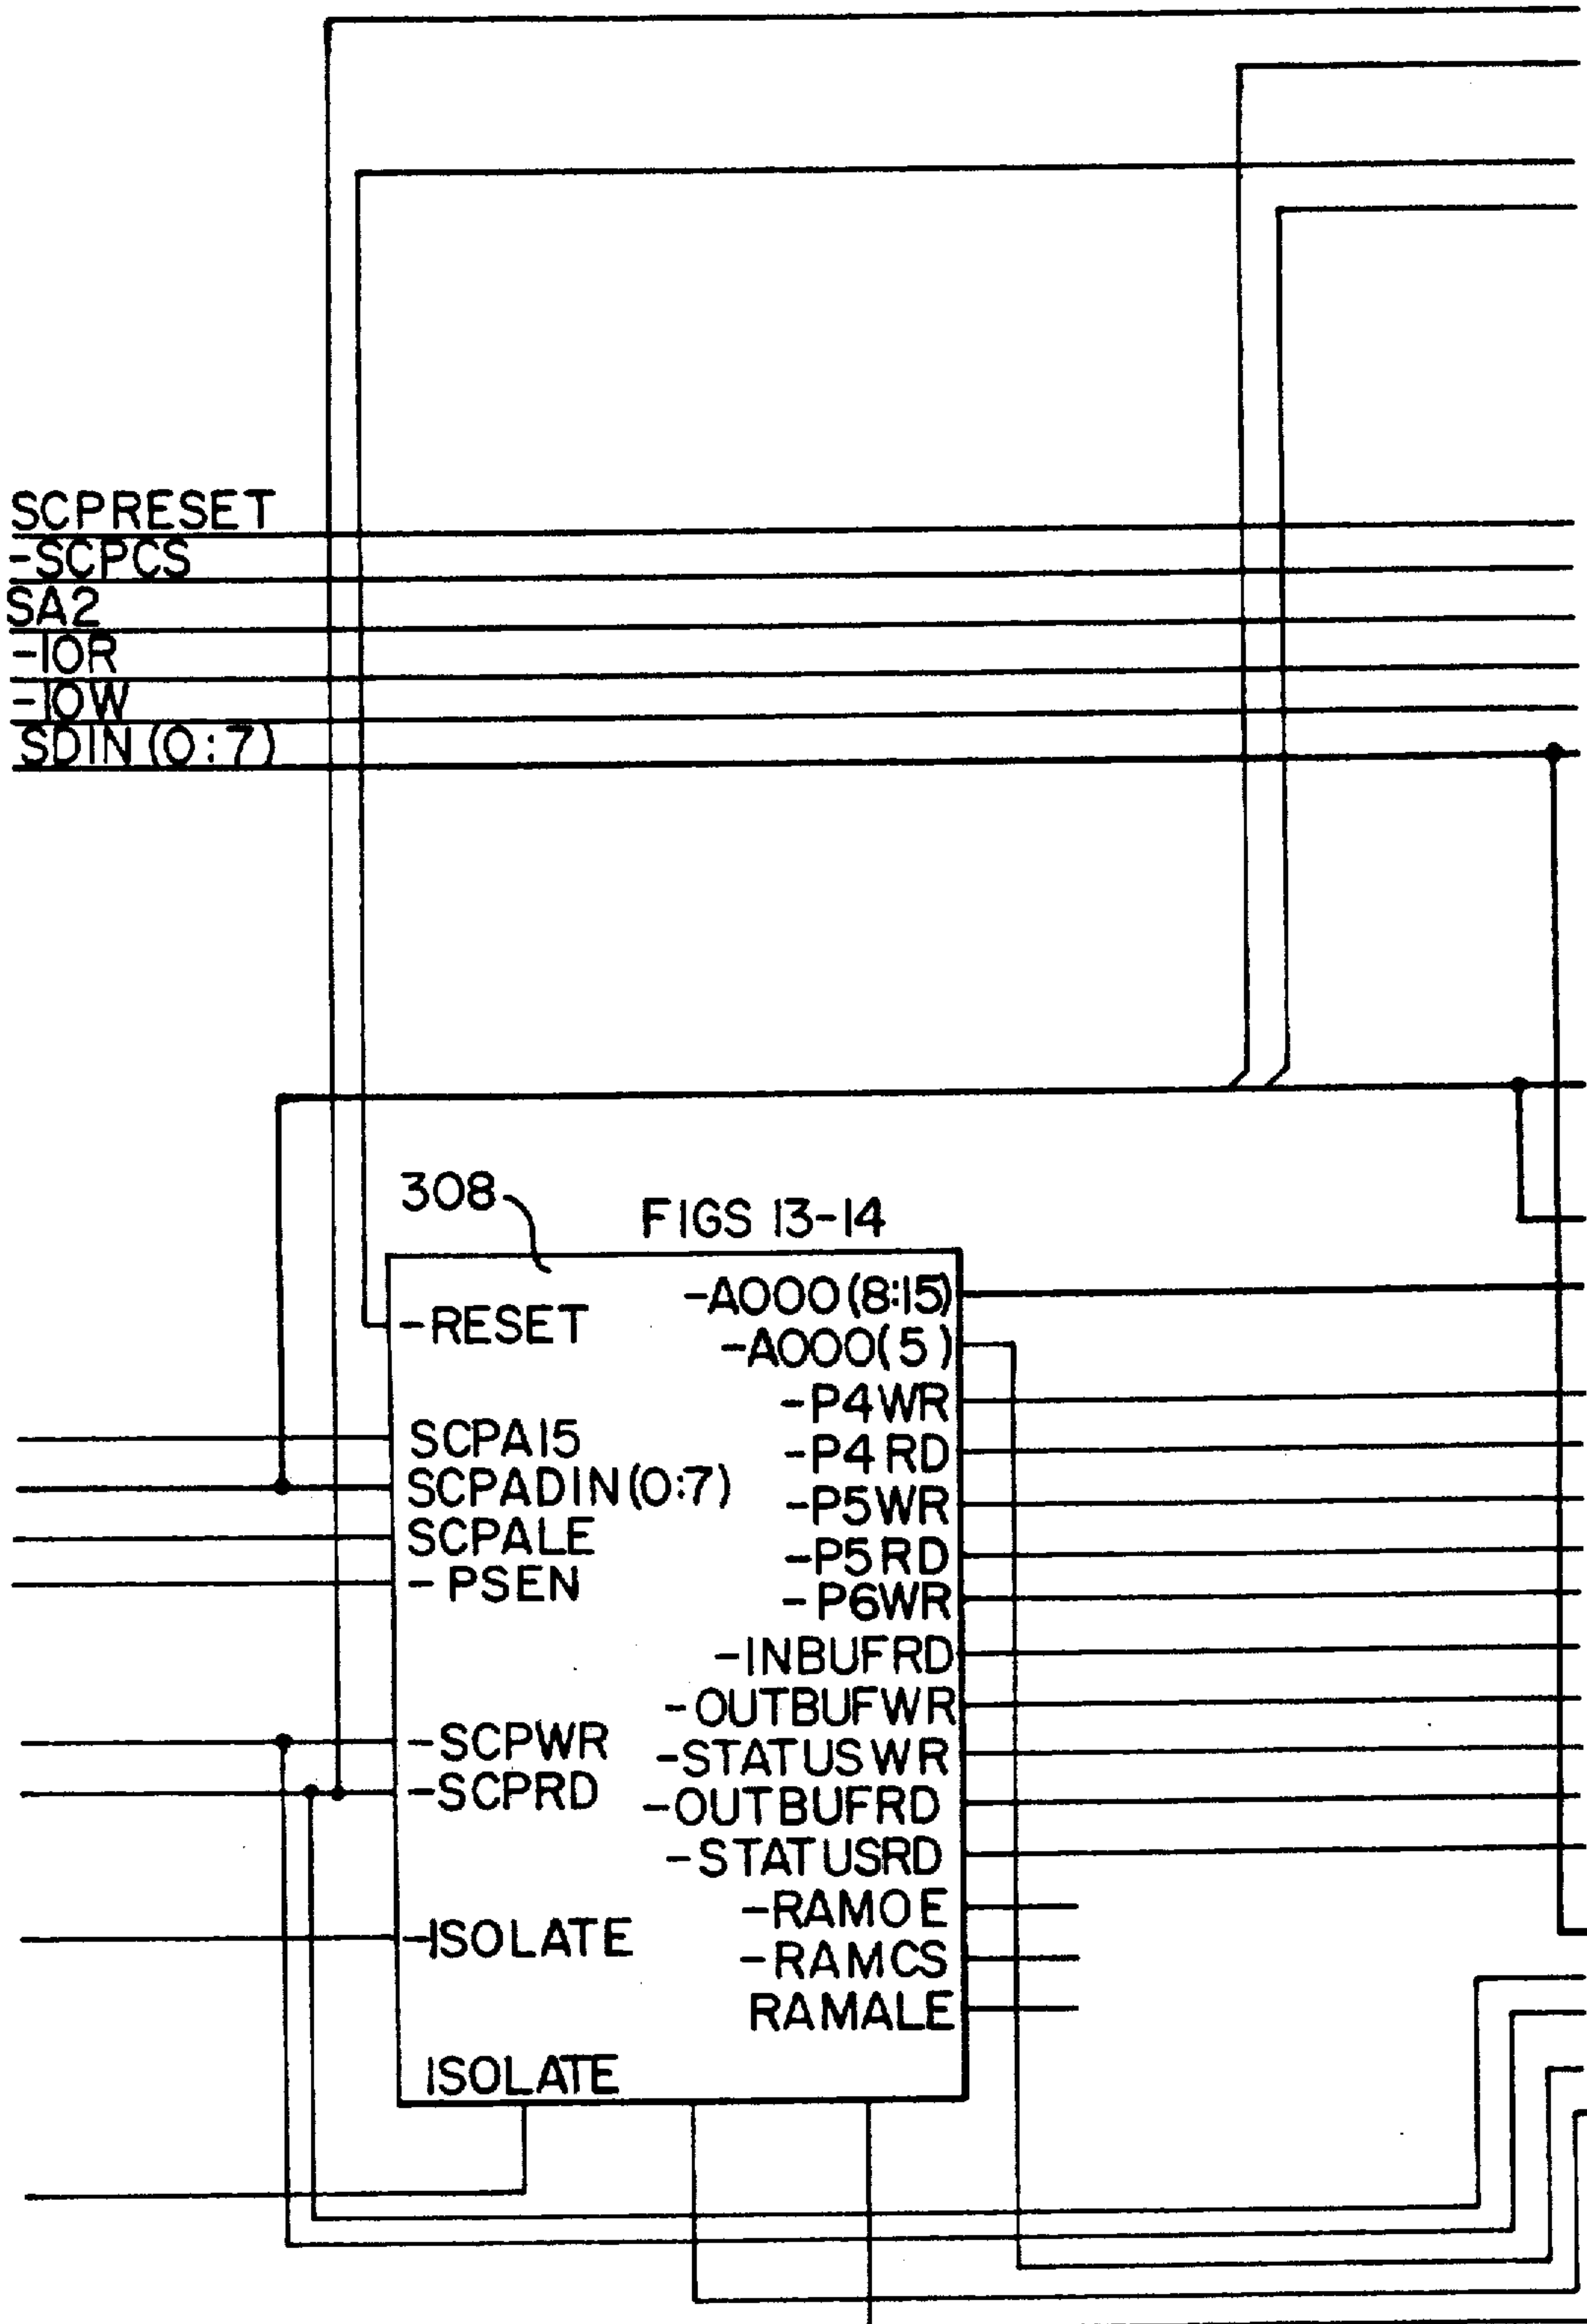 SCPRESET
-SCPCS
SA2
-IOR
-IOW
SDIN (0:7)
308
FIGS 13-14
-RESET
SCPA15
SCPADIN (0:7)
SCPALE
- PSEN
-SCPWR
-SCPRD
-ISOLATE
ISOLATE
-A000 (8:15)
-A000 (5)
-P4WR
-P4RD
-P5WR
-P5RD
-P6WR
-INBUFRD
-OUTBUFWR
-STATUSWR
-OUTBUFRD
-STATUSRD
-RAMOE
-RAMCS
RAMALE